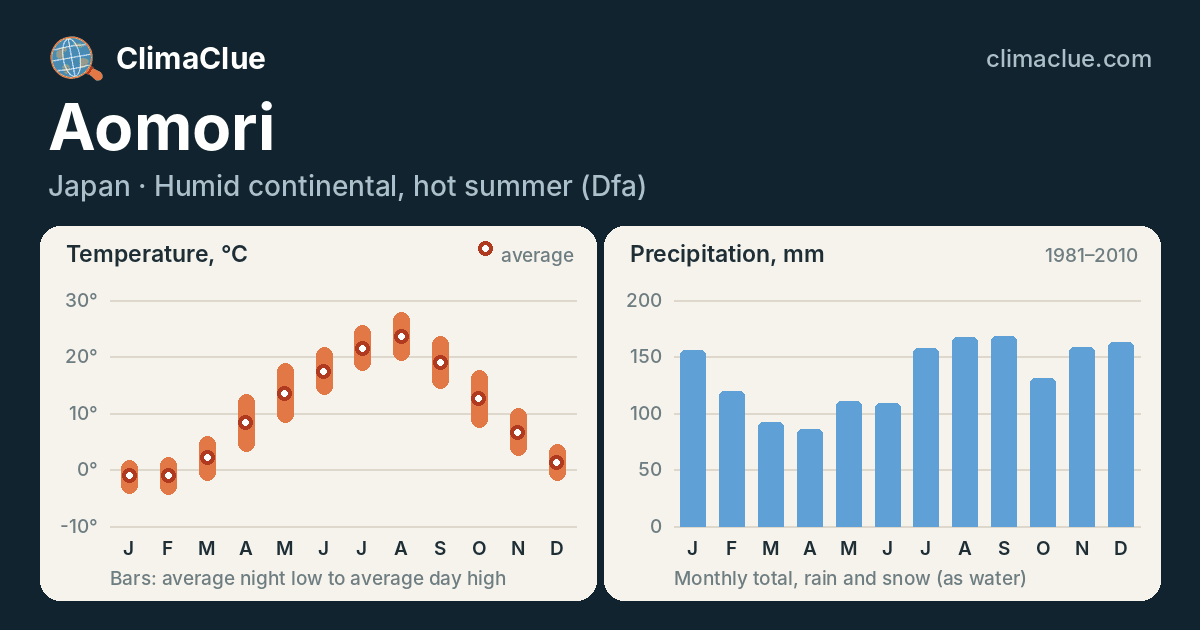 ClimaClue
climaclue.com
Aomori
Japan · Humid continental, hot summer (Dfa)
Temperature, °C
average
30°
20°
10°
0°
-10°
J F M A M J J A S O N D
Bars: average night low to average day high
Precipitation, mm
1981–2010
200
150
100
50
0
J F M A M J J A S O N D
Monthly total, rain and snow (as water)